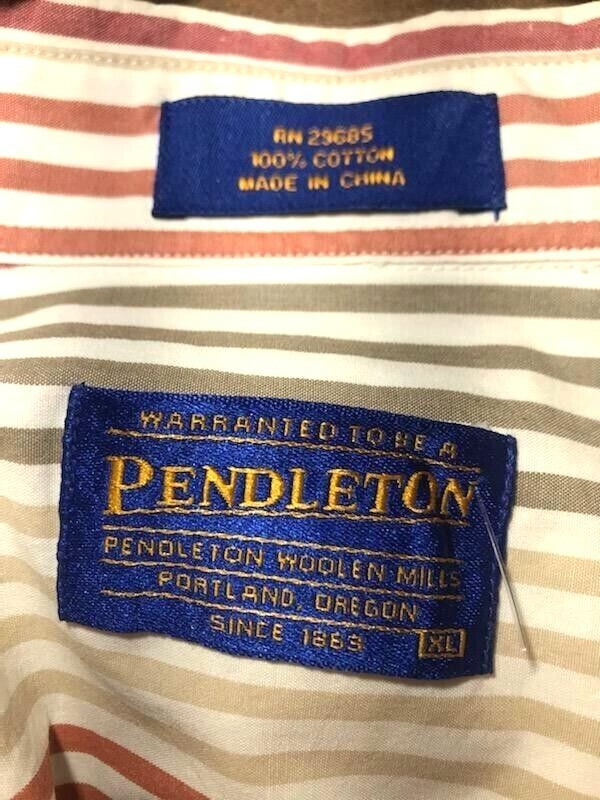 RN 29685
100% COTTON
MADE IN CHINA
WARRANTED TO BE A
PENDLETON
PENDLETON WOOLEN MILLS
PORTLAND, OREGON
SINCE 1863
XL